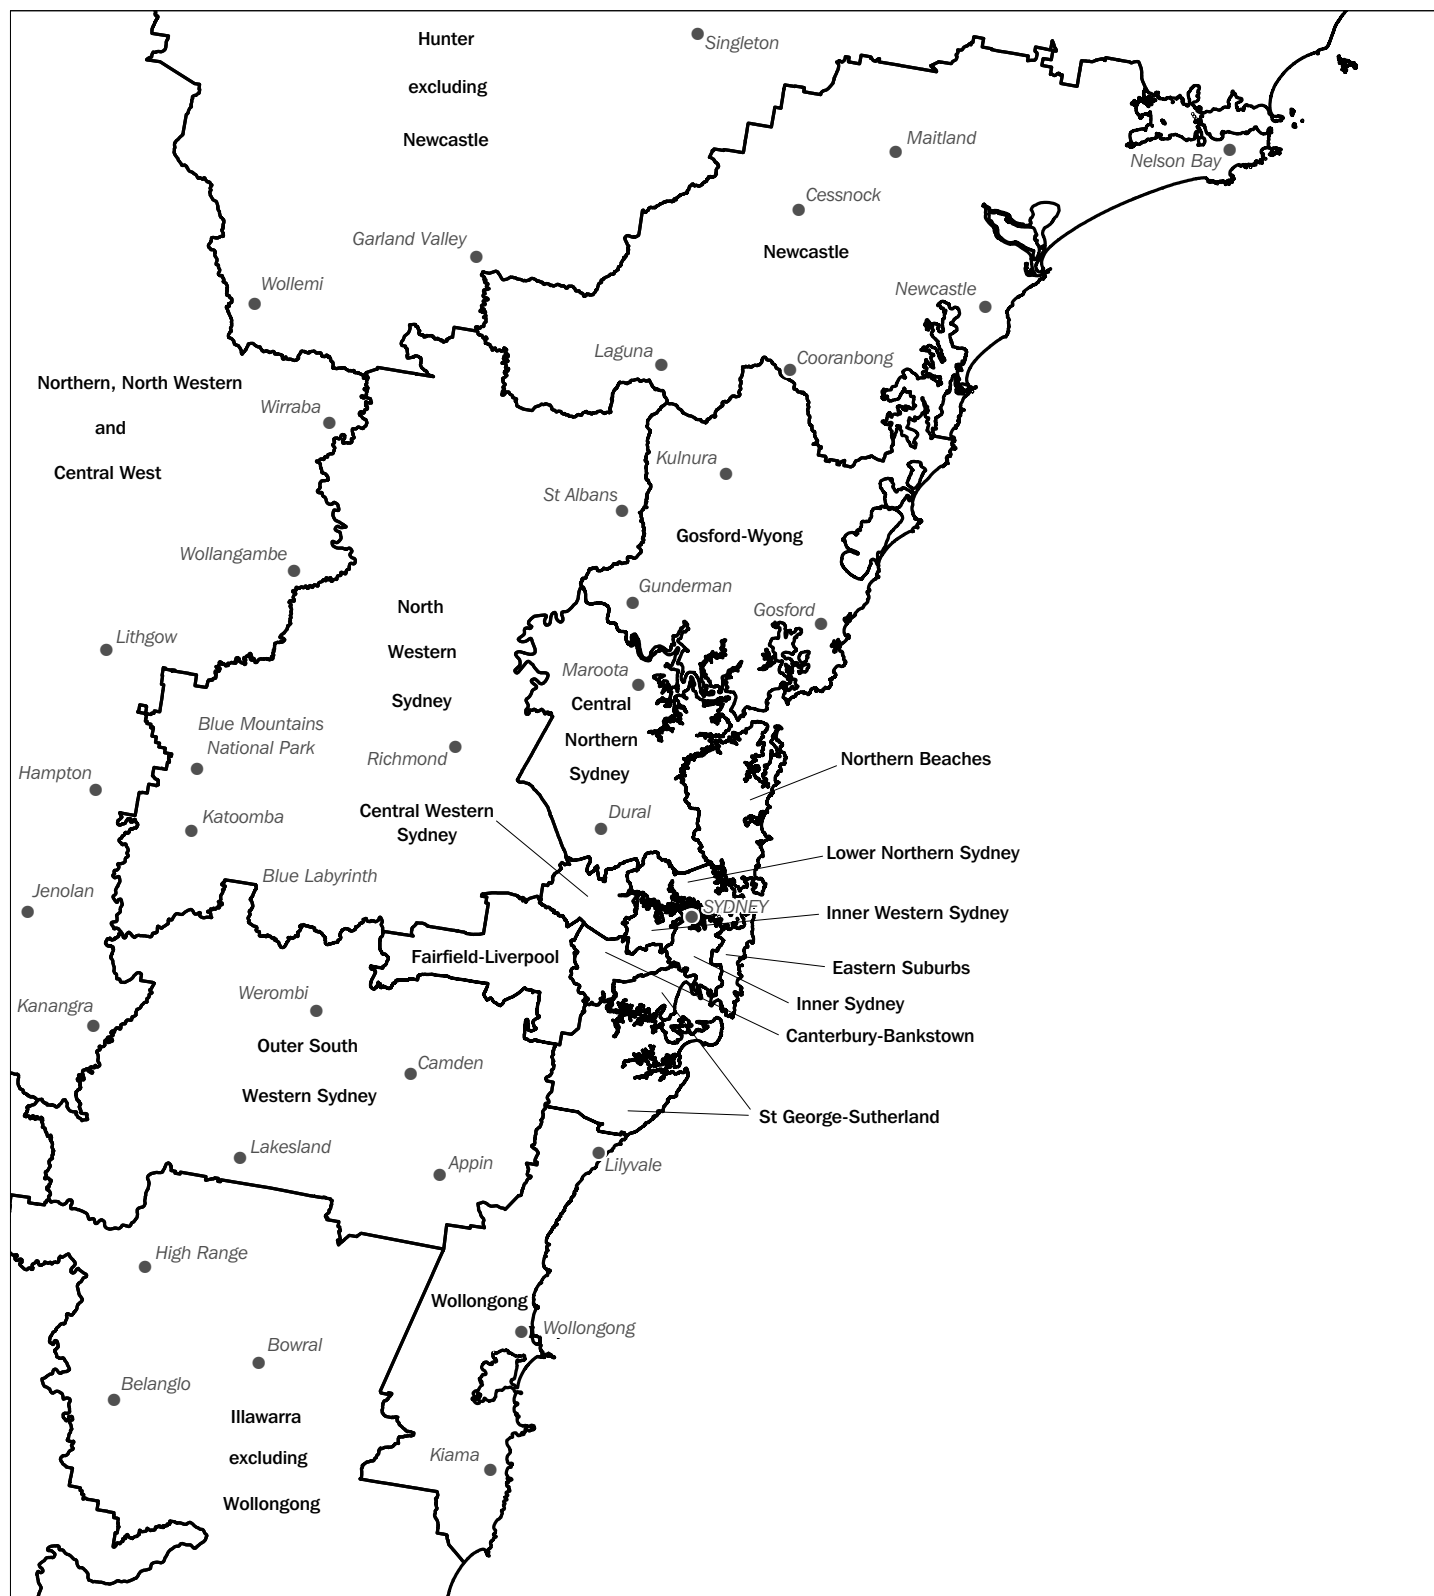 Hunter
excluding
Newcastle
Singleton
Maitland
Nelson Bay
Cessnock
Newcastle
Garland Valley
Wollemi
Newcastle
Laguna
Cooranbong
Northern, North Western
and
Central West
Wirraba
Kulnura
St Albans
Gosford-Wyong
Wollangambe
Gunderman
Gosford
North
Western
Sydney
Lithgow
Maroota
Central
Northern
Sydney
Blue Mountains
National Park
Richmond
Hampton
Northern Beaches
Katoomba
Central Western
Sydney
Dural
Lower Northern Sydney
Blue Labyrinth
Jenolan
SYDNEY
Inner Western Sydney
Fairfield-Liverpool
Eastern Suburbs
Werombi
Kanangra
Inner Sydney
Canterbury-Bankstown
Outer South
Western Sydney
Camden
St George-Sutherland
Lakesland
Appin
Lilyvale
High Range
Wollongong
Wollongong
Bowral
Belanglo
Illawarra
excluding
Wollongong
Kiama